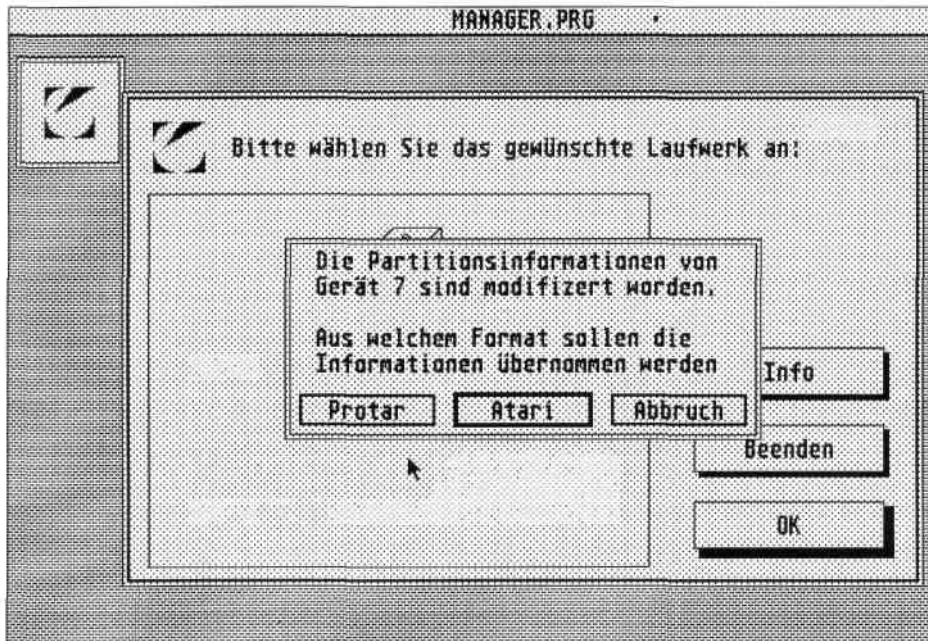 MANAGER.PRG
Bitte wählen Sie das gewünschte Laufwerk an:
Die Partitionsinformationen von
Gerät 7 sind modifizert worden.
Aus welchem Format sollen die
Informationen übernommen werden
Protar Atari Abbruch
Info
Beenden
OK